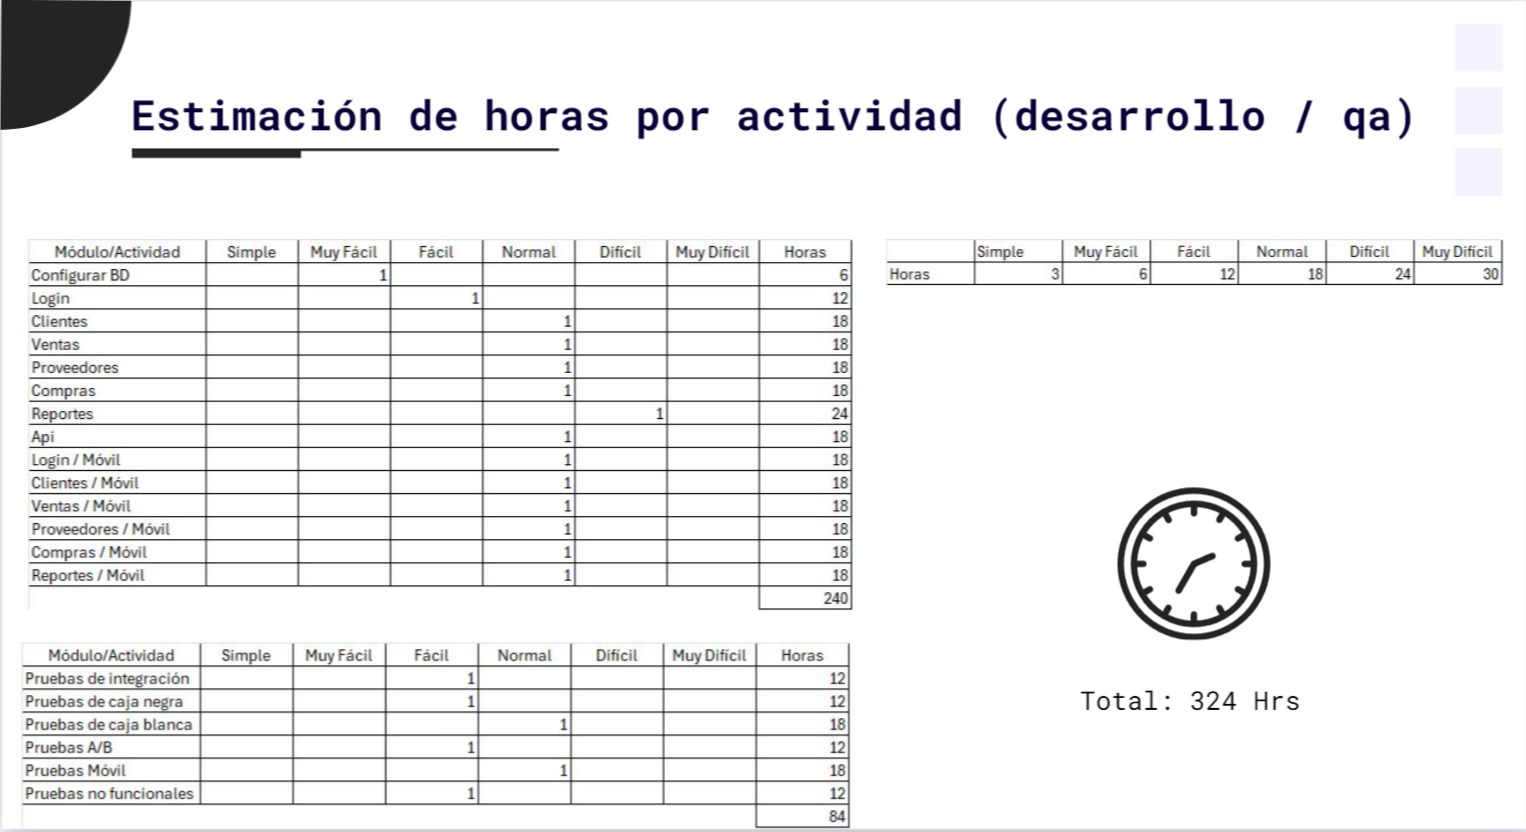 Estimación de horas por actividad (desarrollo / qa)
Módulo/Actividad Simple Muy Fácil Fácil Normal Difícil Muy Difícil Horas
Configurar BD 1 6
Login 1 12
Clientes 1 18
Ventas 1 18
Proveedores 1 18
Compras 1 18
Reportes 1 24
Api 1 18
Login / Móvil 1 18
Clientes / Móvil 1 18
Ventas / Móvil 1 18
Proveedores / Móvil 1 18
Compras / Móvil 1 18
Reportes / Móvil 1 18
240
Simple Muy Fácil Fácil Normal Difícil Muy Difícil
Horas 3 6 12 18 24 30
Módulo/Actividad Simple Muy Fácil Fácil Normal Difícil Muy Difícil Horas
Pruebas de integración 1 12
Pruebas de caja negra 1 12
Pruebas de caja blanca 1 18
Pruebas A/B 1 12
Pruebas Móvil 1 18
Pruebas no funcionales 1 12
84
Total: 324 Hrs